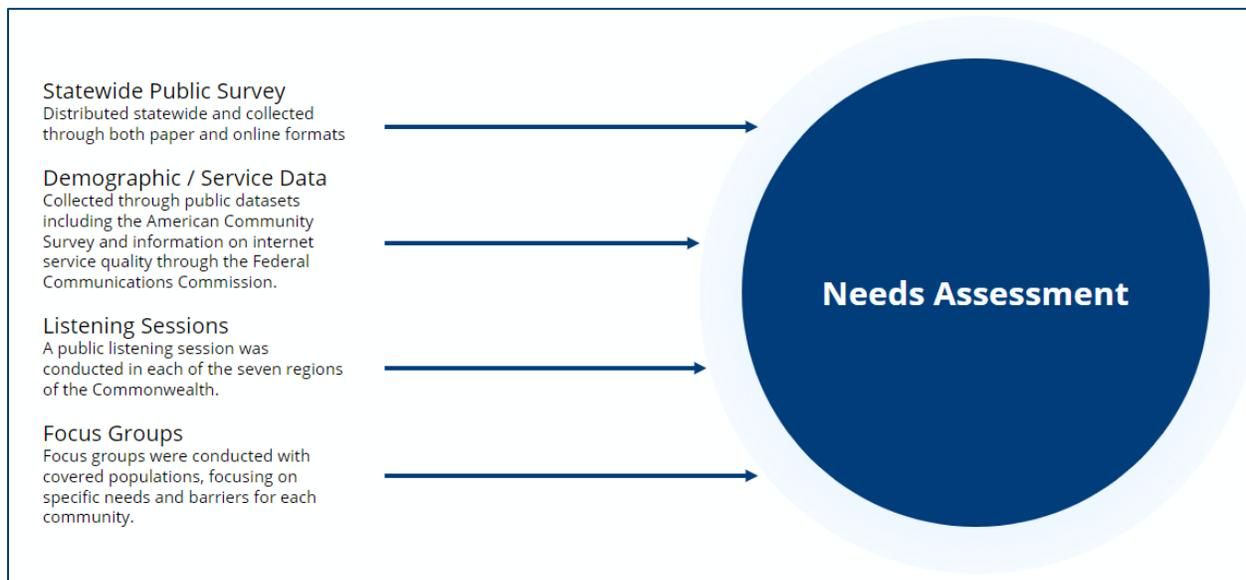 Statewide Public Survey
Distributed statewide and collected
through both paper and online formats
Demographic / Service Data
Collected through public datasets
including the American Community
Survey and information on internet
service quality through the Federal
Communications Commission.
Listening Sessions
A public listening session was
conducted in each of the seven regions
of the Commonwealth.
Focus Groups
Focus groups were conducted with
covered populations, focusing on
specific needs and barriers for each
community.
Needs Assessment